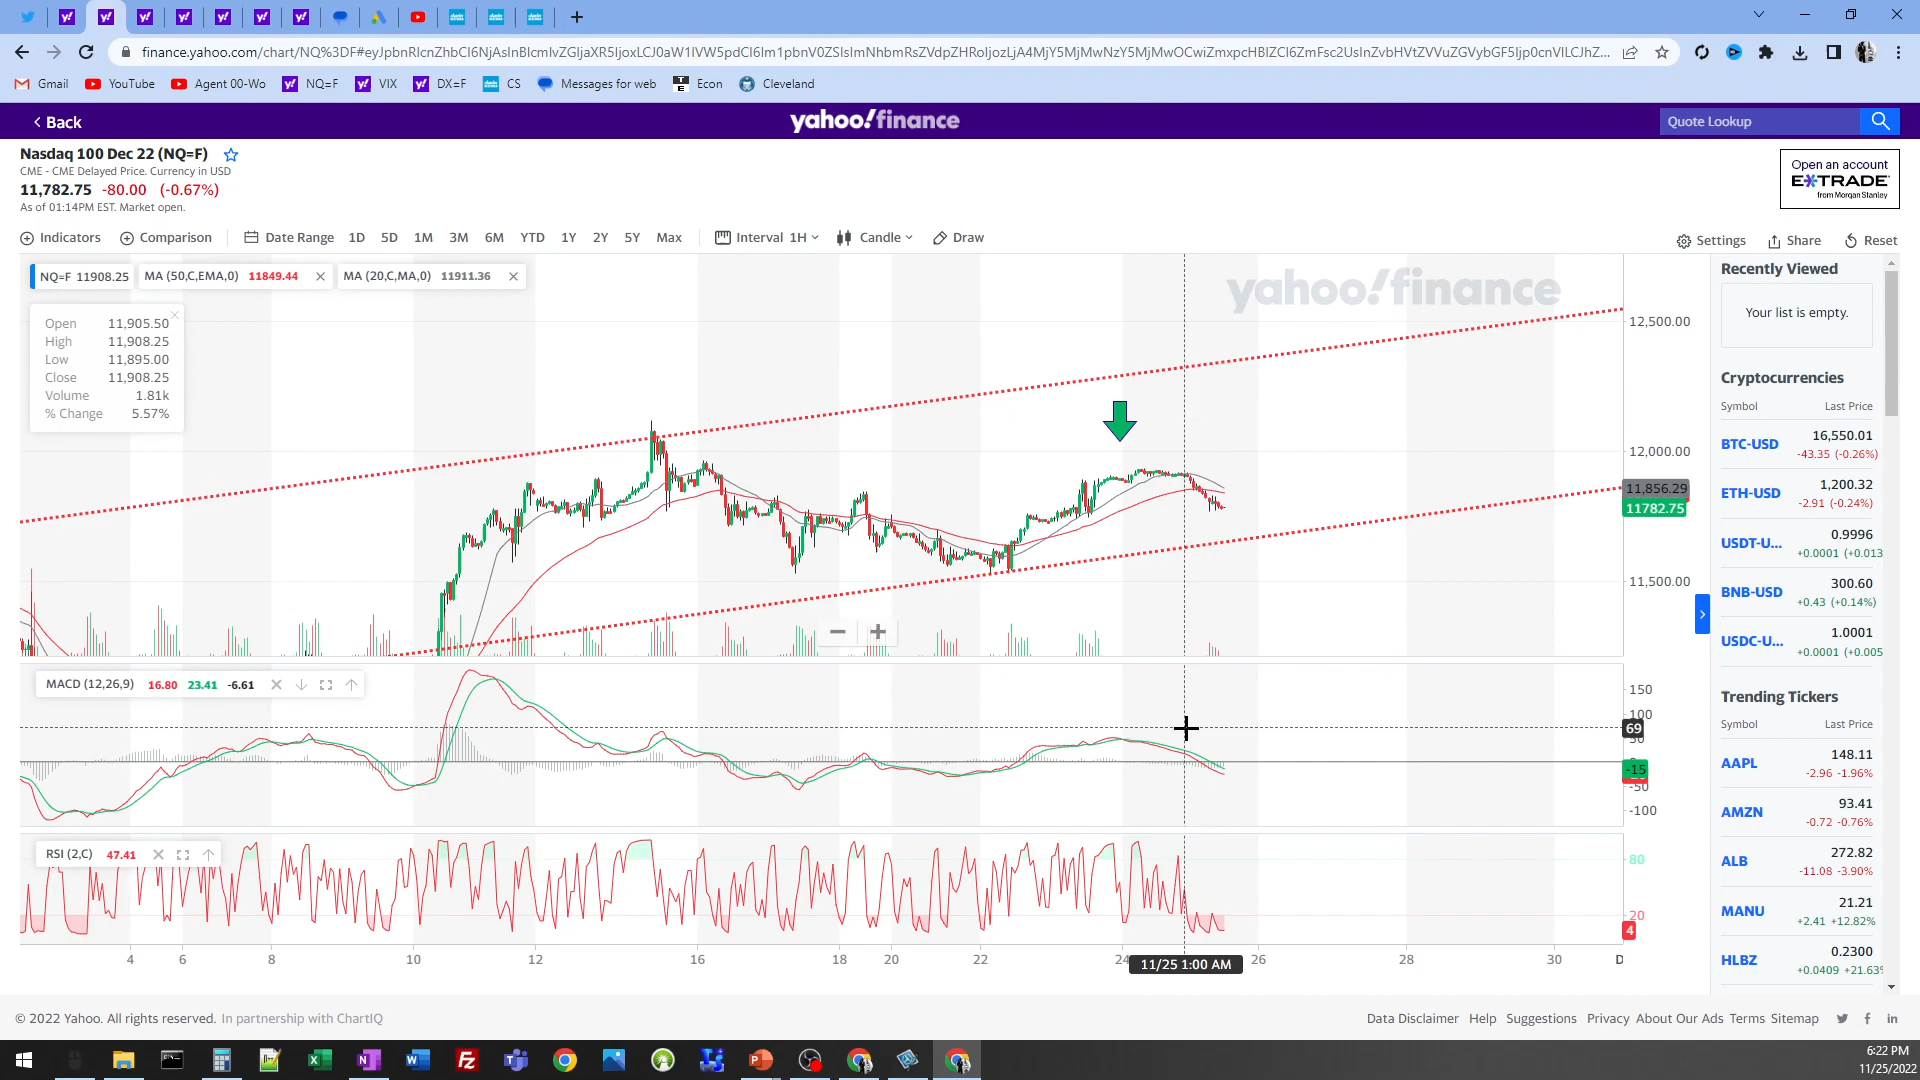 finance.yahoo.com/chart/NQ%3DF#
Gmail YouTube Agent 00-Wo NQ=F VIX DX=F CS Messages for web Econ Cleveland
< Back yahoo!finance Quote Lookup
Nasdaq 100 Dec 22 (NQ=F)
CME - CME Delayed Price. Currency in USD
11,782.75 -80.00 (-0.67%)
As of 01:14PM EST. Market open.
Open an account
E*TRADE
from Morgan Stanley
Indicators Comparison Date Range 1D 5D 1M 3M 6M YTD 1Y 2Y 5Y Max Interval 1H Candle Draw Settings Share Reset
NQ=F 11908.25 MA (50,C,EMA,0) 11849.44 MA (20,C,MA,0) 11911.36
yahoo!finance
Open 11,905.50
High 11,908.25
Low 11,895.00
Close 11,908.25
Volume 1.81k
% Change 5.57%
12,500.00
12,000.00
11,856.29
11782.75
11,500.00
MACD (12,26,9) 16.80 23.41 -6.61
150
100
69
50
-15
-50
-100
RSI (2,C) 47.41
80
20
4
4 6 8 10 12 16 18 20 22 24 26 28 30 D
11/25 1:00 AM
Recently Viewed
Your list is empty.
Cryptocurrencies
Symbol Last Price
BTC-USD 16,550.01
-43.35 (-0.26%)
ETH-USD 1,200.32
-2.91 (-0.24%)
USDT-U... 0.9996
+0.0001 (+0.013
BNB-USD 300.60
+0.43 (+0.14%)
USDC-U... 1.0001
+0.0001 (+0.005
Trending Tickers
Symbol Last Price
AAPL 148.11
-2.96 -1.96%
AMZN 93.41
-0.72 -0.76%
ALB 272.82
-11.08 -3.90%
MANU 21.21
+2.41 +12.82%
HLBZ 0.2300
+0.0409 +21.63%
© 2022 Yahoo. All rights reserved. In partnership with ChartIQ
Data Disclaimer Help Suggestions Privacy About Our Ads Terms Sitemap
6:22 PM
11/25/2022